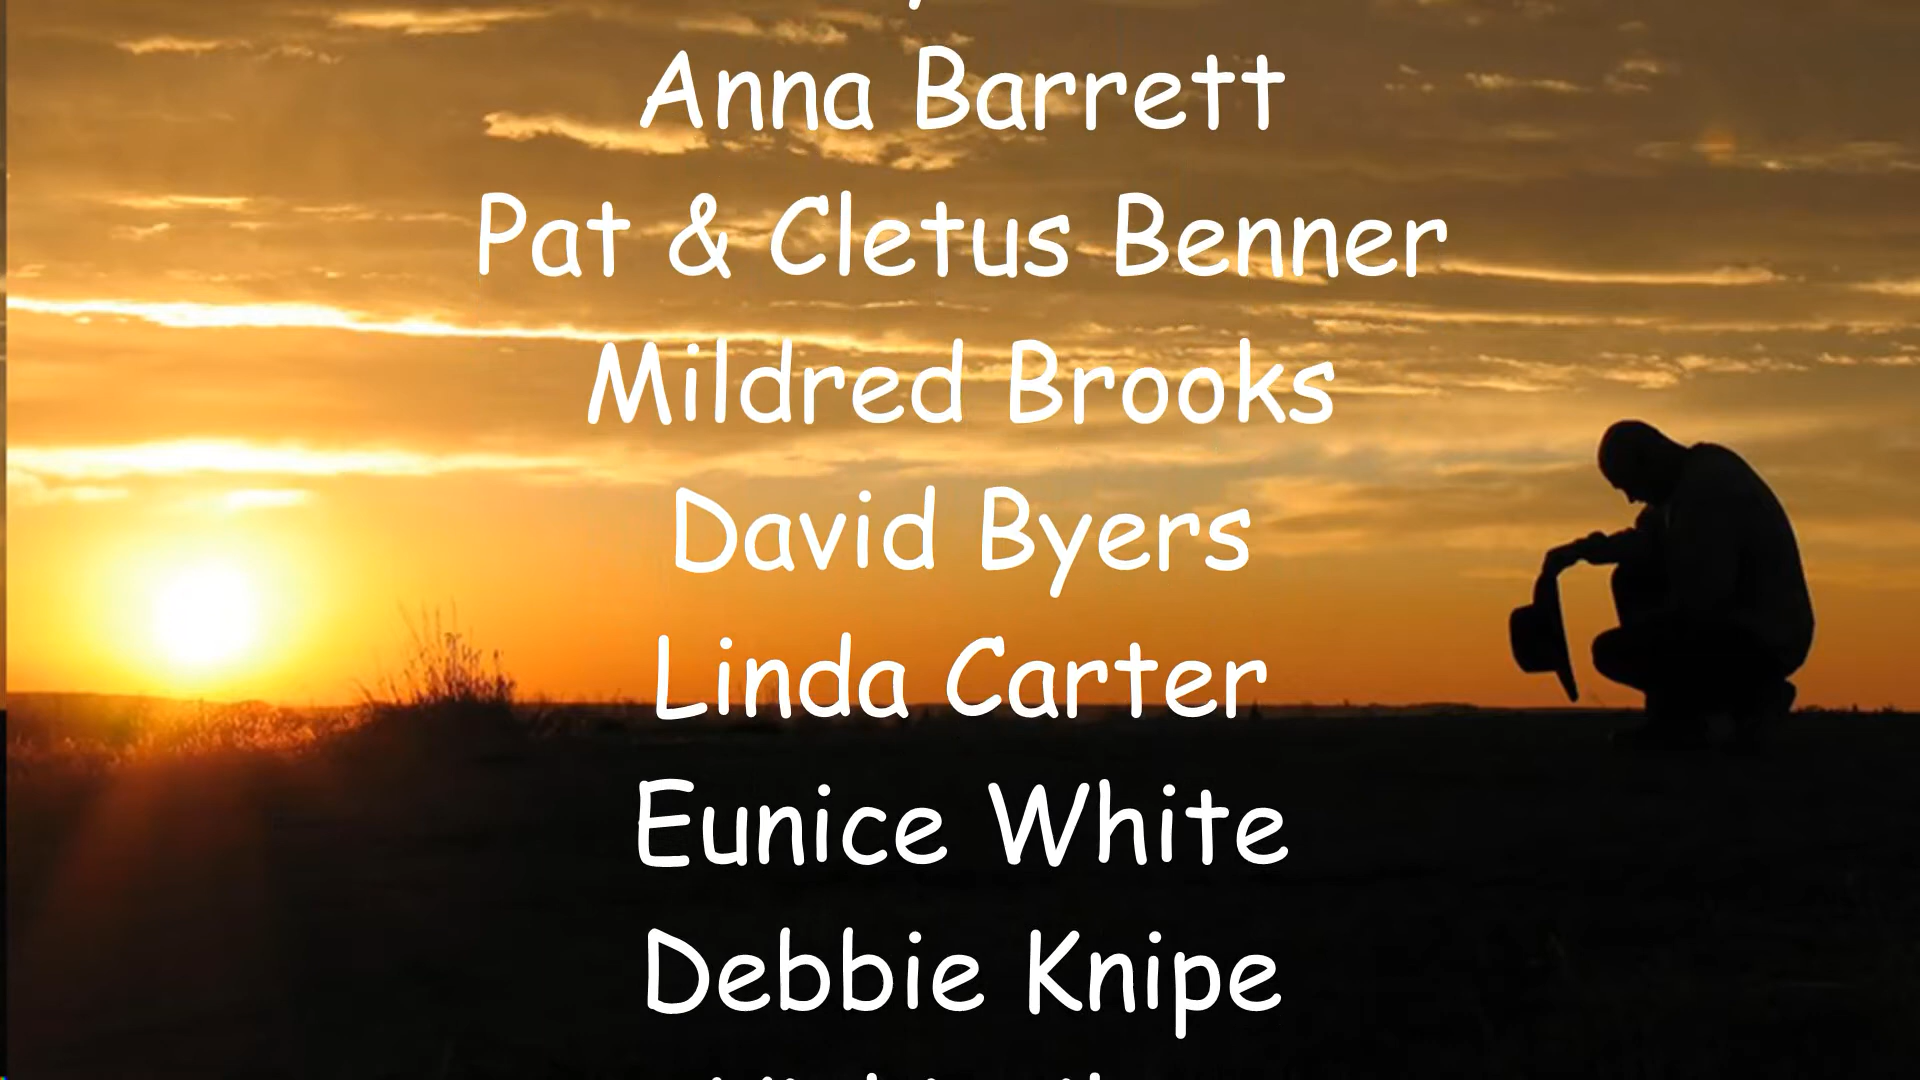 Anna Barrett
Pat & Cletus Benner
Mildred Brooks
David Byers
Linda Carter
Eunice White
Debbie Knipe